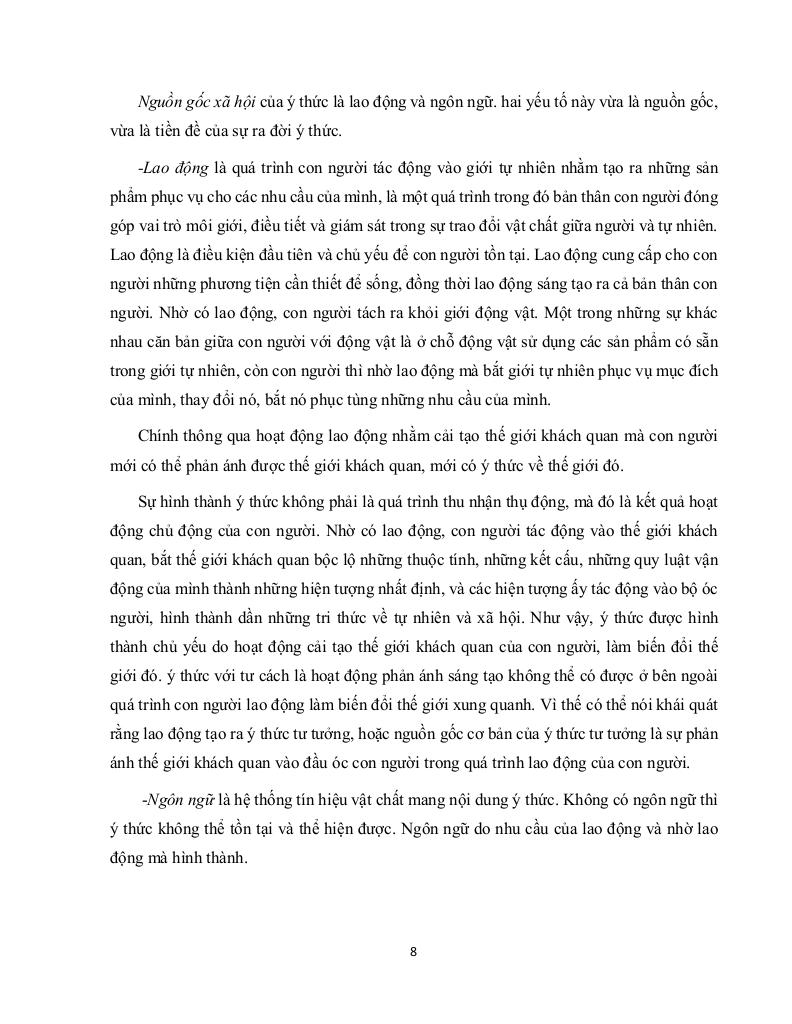 Nguồn gốc xã hội của ý thức là lao động và ngôn ngữ. hai yếu tố này vừa là nguồn gốc,
vừa là tiền đề của sự ra đời ý thức.
-Lao động là quá trình con người tác động vào giới tự nhiên nhằm tạo ra những sản
phẩm phục vụ cho các nhu cầu của mình, là một quá trình trong đó bản thân con người đóng
góp vai trò môi giới, điều tiết và giám sát trong sự trao đổi vật chất giữa người và tự nhiên.
Lao động là điều kiện đầu tiên và chủ yếu để con người tồn tại. Lao động cung cấp cho con
người những phương tiện cần thiết để sống, đồng thời lao động sáng tạo ra cả bản thân con
người. Nhờ có lao động, con người tách ra khỏi giới động vật. Một trong những sự khác
nhau căn bản giữa con người với động vật là ở chỗ động vật sử dụng các sản phẩm có sẵn
trong giới tự nhiên, còn con người thì nhờ lao động mà bắt giới tự nhiên phục vụ mục đích
của mình, thay đổi nó, bắt nó phục tùng những nhu cầu của mình.
Chính thông qua hoạt động lao động nhằm cải tạo thế giới khách quan mà con người
mới có thể phản ánh được thế giới khách quan, mới có ý thức về thế giới đó.
Sự hình thành ý thức không phải là quá trình thu nhận thụ động, mà đó là kết quả hoạt
động chủ động của con người. Nhờ có lao động, con người tác động vào thế giới khách
quan, bắt thế giới khách quan bộc lộ những thuộc tính, những kết cấu, những quy luật vận
động của mình thành những hiện tượng nhất định, và các hiện tượng ấy tác động vào bộ óc
người, hình thành dần những tri thức về tự nhiên và xã hội. Như vậy, ý thức được hình
thành chủ yếu do hoạt động cải tạo thế giới khách quan của con người, làm biến đổi thế
giới đó. ý thức với tư cách là hoạt động phản ánh sáng tạo không thể có được ở bên ngoài
quá trình con người lao động làm biến đổi thế giới xung quanh. Vì thế có thể nói khái quát
rằng lao động tạo ra ý thức tư tưởng, hoặc nguồn gốc cơ bản của ý thức tư tưởng là sự phản
ánh thế giới khách quan vào đầu óc con người trong quá trình lao động của con người.
-Ngôn ngữ là hệ thống tín hiệu vật chất mang nội dung ý thức. Không có ngôn ngữ thì
ý thức không thể tồn tại và thể hiện được. Ngôn ngữ do nhu cầu của lao động và nhờ lao
động mà hình thành.
8